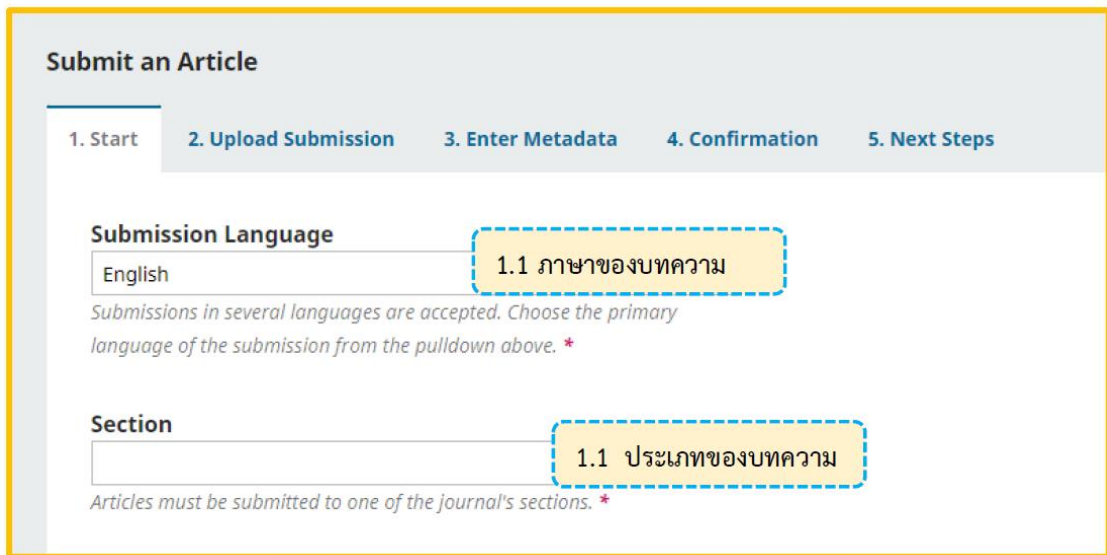 Submit an Article
1. Start 2. Upload Submission 3. Enter Metadata 4. Confirmation 5. Next Steps
Submission Language
English
1.1 ภาษาของบทความ
Submissions in several languages are accepted. Choose the primary
language of the submission from the pulldown above. *
Section
1.1 ประเภทของบทความ
Articles must be submitted to one of the journal's sections. *